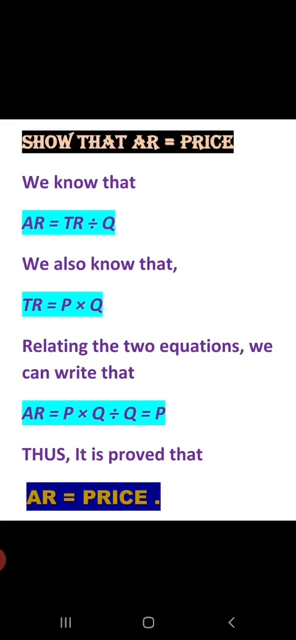 SHOW THAT AR = PRICE
We know that
AR = TR ÷ Q
We also know that,
TR = P × Q
Relating the two equations, we
can write that
AR = P × Q ÷ Q = P
THUS, It is proved that
AR = PRICE .